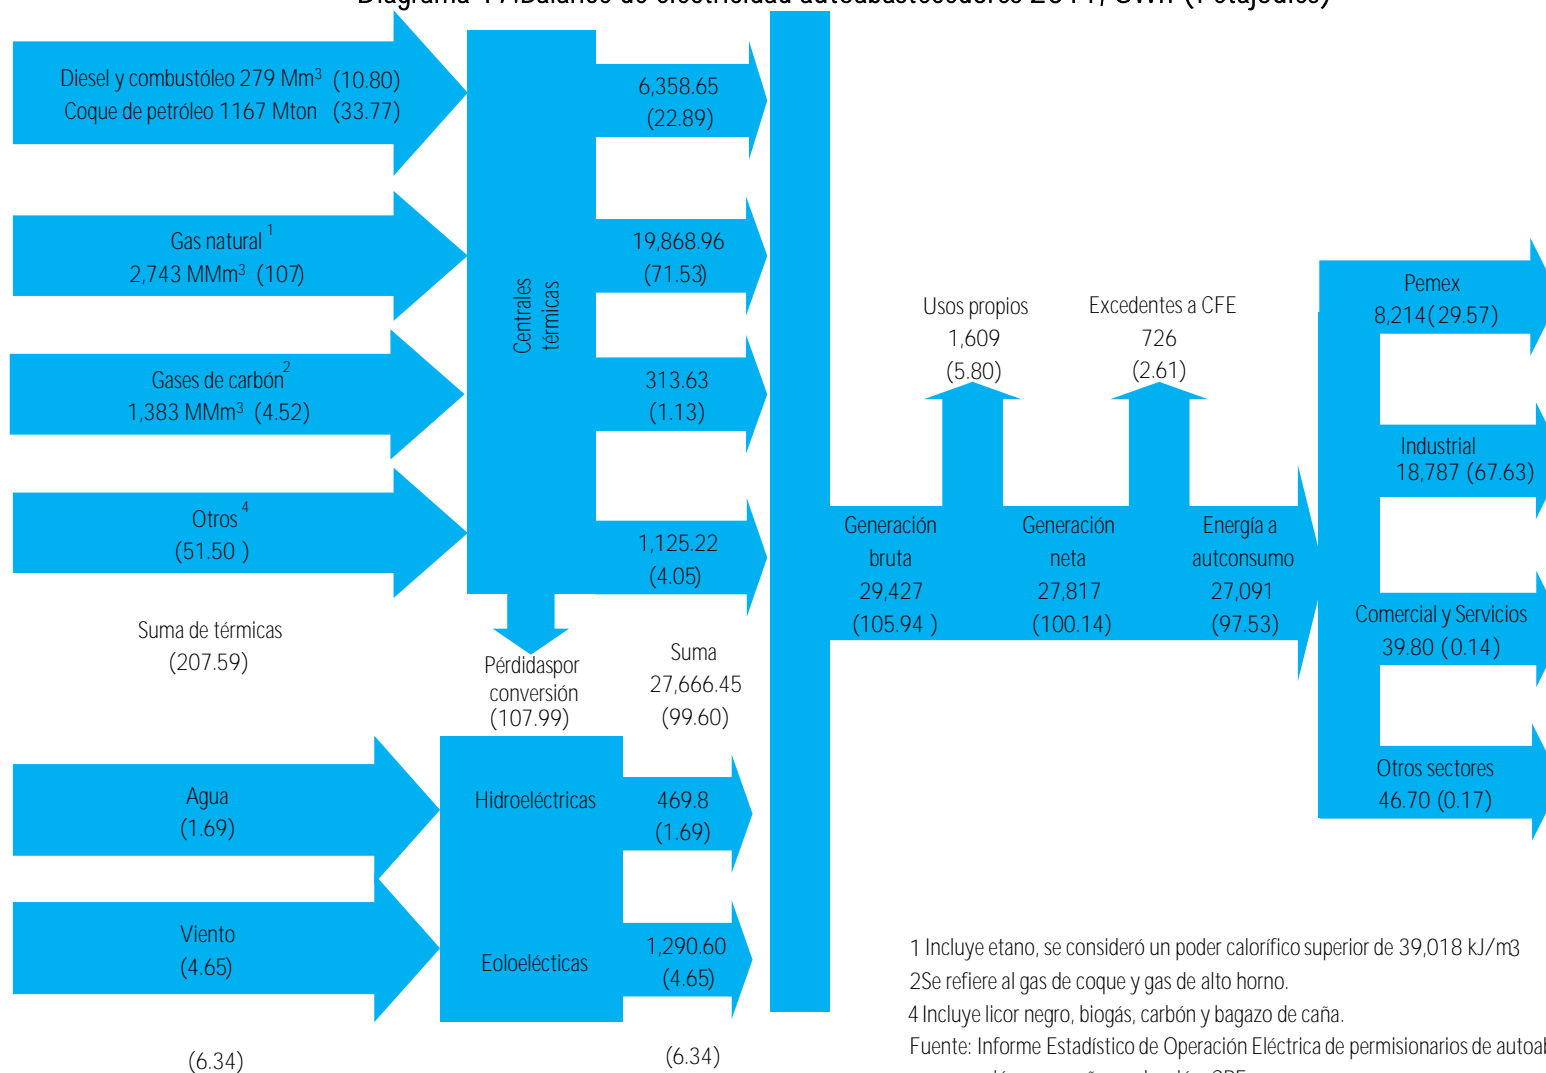 Diagrama 17.Balance de electricidad autoabastecedores 2011, GWh (Petajoules)
Diesel y combustóleo 279 Mm³ (10.80)
Coque de petróleo 1167 Mton (33.77)
6,358.65
(22.89)
Gas natural 1
2,743 MMm³ (107)
19,868.96
(71.53)
Centrales
térmicas
Gases de carbón 2
1,383 MMm³ (4.52)
313.63
(1.13)
Otros 4
(51.50 )
1,125.22
(4.05)
Suma de térmicas
(207.59)
Pérdidaspor
conversión
(107.99)
Suma
27,666.45
(99.60)
Agua
(1.69)
Hidroeléctricas
469.8
(1.69)
Viento
(4.65)
Eoloelécticas
1,290.60
(4.65)
(6.34)
(6.34)
Usos propios
1,609
(5.80)
Excedentes a CFE
726
(2.61)
Generación
bruta
29,427
(105.94 )
Generación
neta
27,817
(100.14)
Energía a
autconsumo
27,091
(97.53)
Pemex
8,214(29.57)
Industrial
18,787 (67.63)
Comercial y Servicios
39.80 (0.14)
Otros sectores
46.70 (0.17)
1 Incluye etano, se consideró un poder calorífico superior de 39,018 kJ/m3
2Se refiere al gas de coque y gas de alto horno.
4 Incluye licor negro, biogás, carbón y bagazo de caña.
Fuente: Informe Estadístico de Operación Eléctrica de permisionarios de